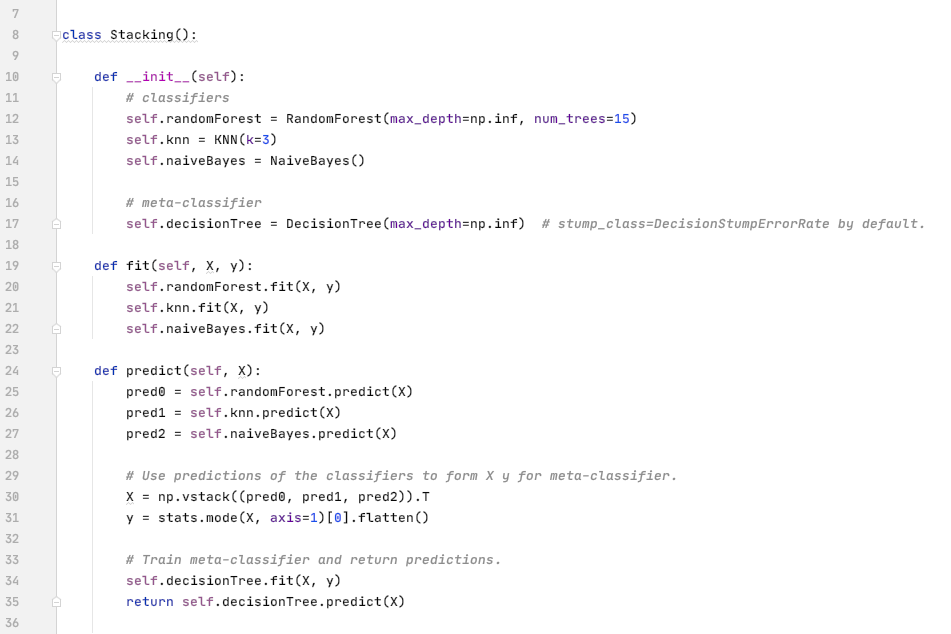 7
8 class Stacking():
9
10     def __init__(self):
11         # classifiers
12         self.randomForest = RandomForest(max_depth=np.inf, num_trees=15)
13         self.knn = KNN(k=3)
14         self.naiveBayes = NaiveBayes()
15
16         # meta-classifier
17         self.decisionTree = DecisionTree(max_depth=np.inf)  # stump_class=DecisionStumpErrorRate by default.
18
19     def fit(self, X, y):
20         self.randomForest.fit(X, y)
21         self.knn.fit(X, y)
22         self.naiveBayes.fit(X, y)
23
24     def predict(self, X):
25         pred0 = self.randomForest.predict(X)
26         pred1 = self.knn.predict(X)
27         pred2 = self.naiveBayes.predict(X)
28
29         # Use predictions of the classifiers to form X y for meta-classifier.
30         X = np.vstack((pred0, pred1, pred2)).T
31         y = stats.mode(X, axis=1)[0].flatten()
32
33         # Train meta-classifier and return predictions.
34         self.decisionTree.fit(X, y)
35         return self.decisionTree.predict(X)
36